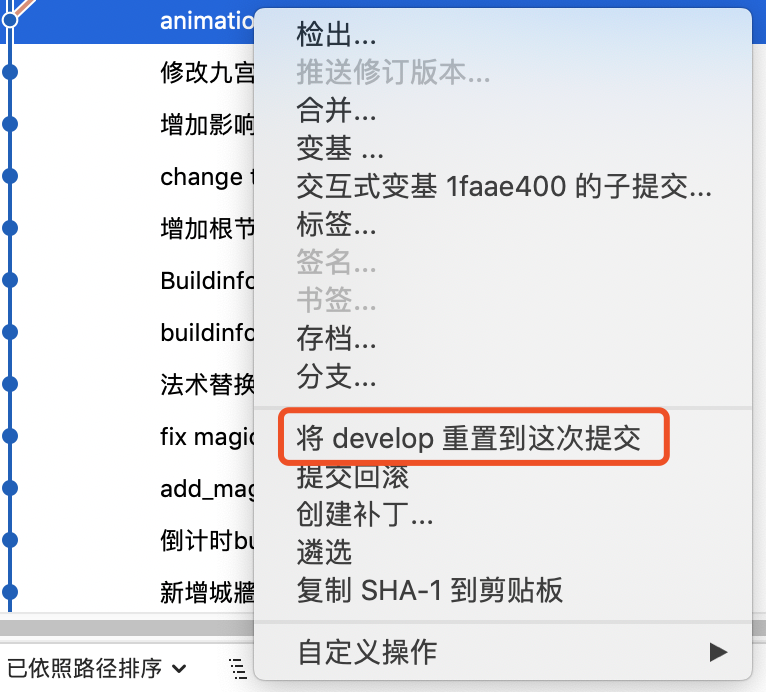 animatio
检出...
修改九宫
推送修订版本...
增加影响
合并...
变基 ...
change t
交互式变基 1faae400 的子提交...
增加根节
标签...
签名...
Buildinfo
书签...
buildinfo
存档...
法术替换
分支...
fix magic
将 develop 重置到这次提交
add_mag
提交回滚
创建补丁...
倒计时bu
遴选
新增城牆
复制 SHA-1 到剪贴板
已依照路径排序
自定义操作